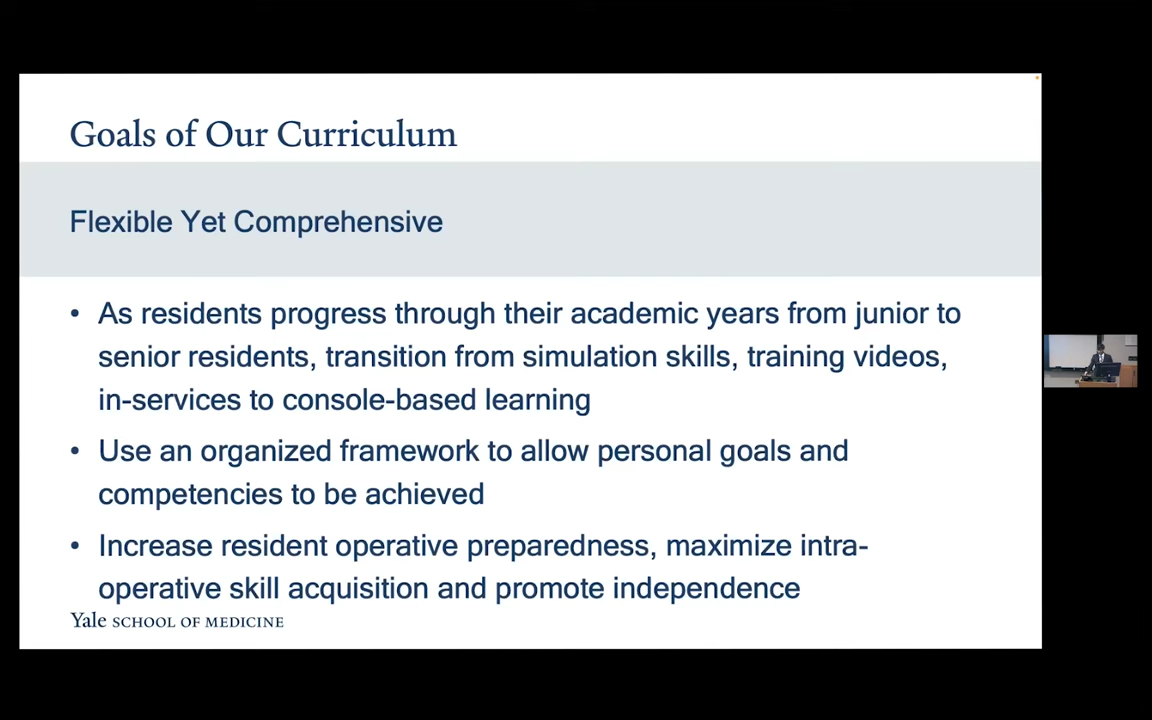 Goals of Our Curriculum
Flexible Yet Comprehensive
• As residents progress through their academic years from junior to
senior residents, transition from simulation skills, training videos,
in-services to console-based learning
• Use an organized framework to allow personal goals and
competencies to be achieved
• Increase resident operative preparedness, maximize intra-
operative skill acquisition and promote independence
Yale SCHOOL OF MEDICINE